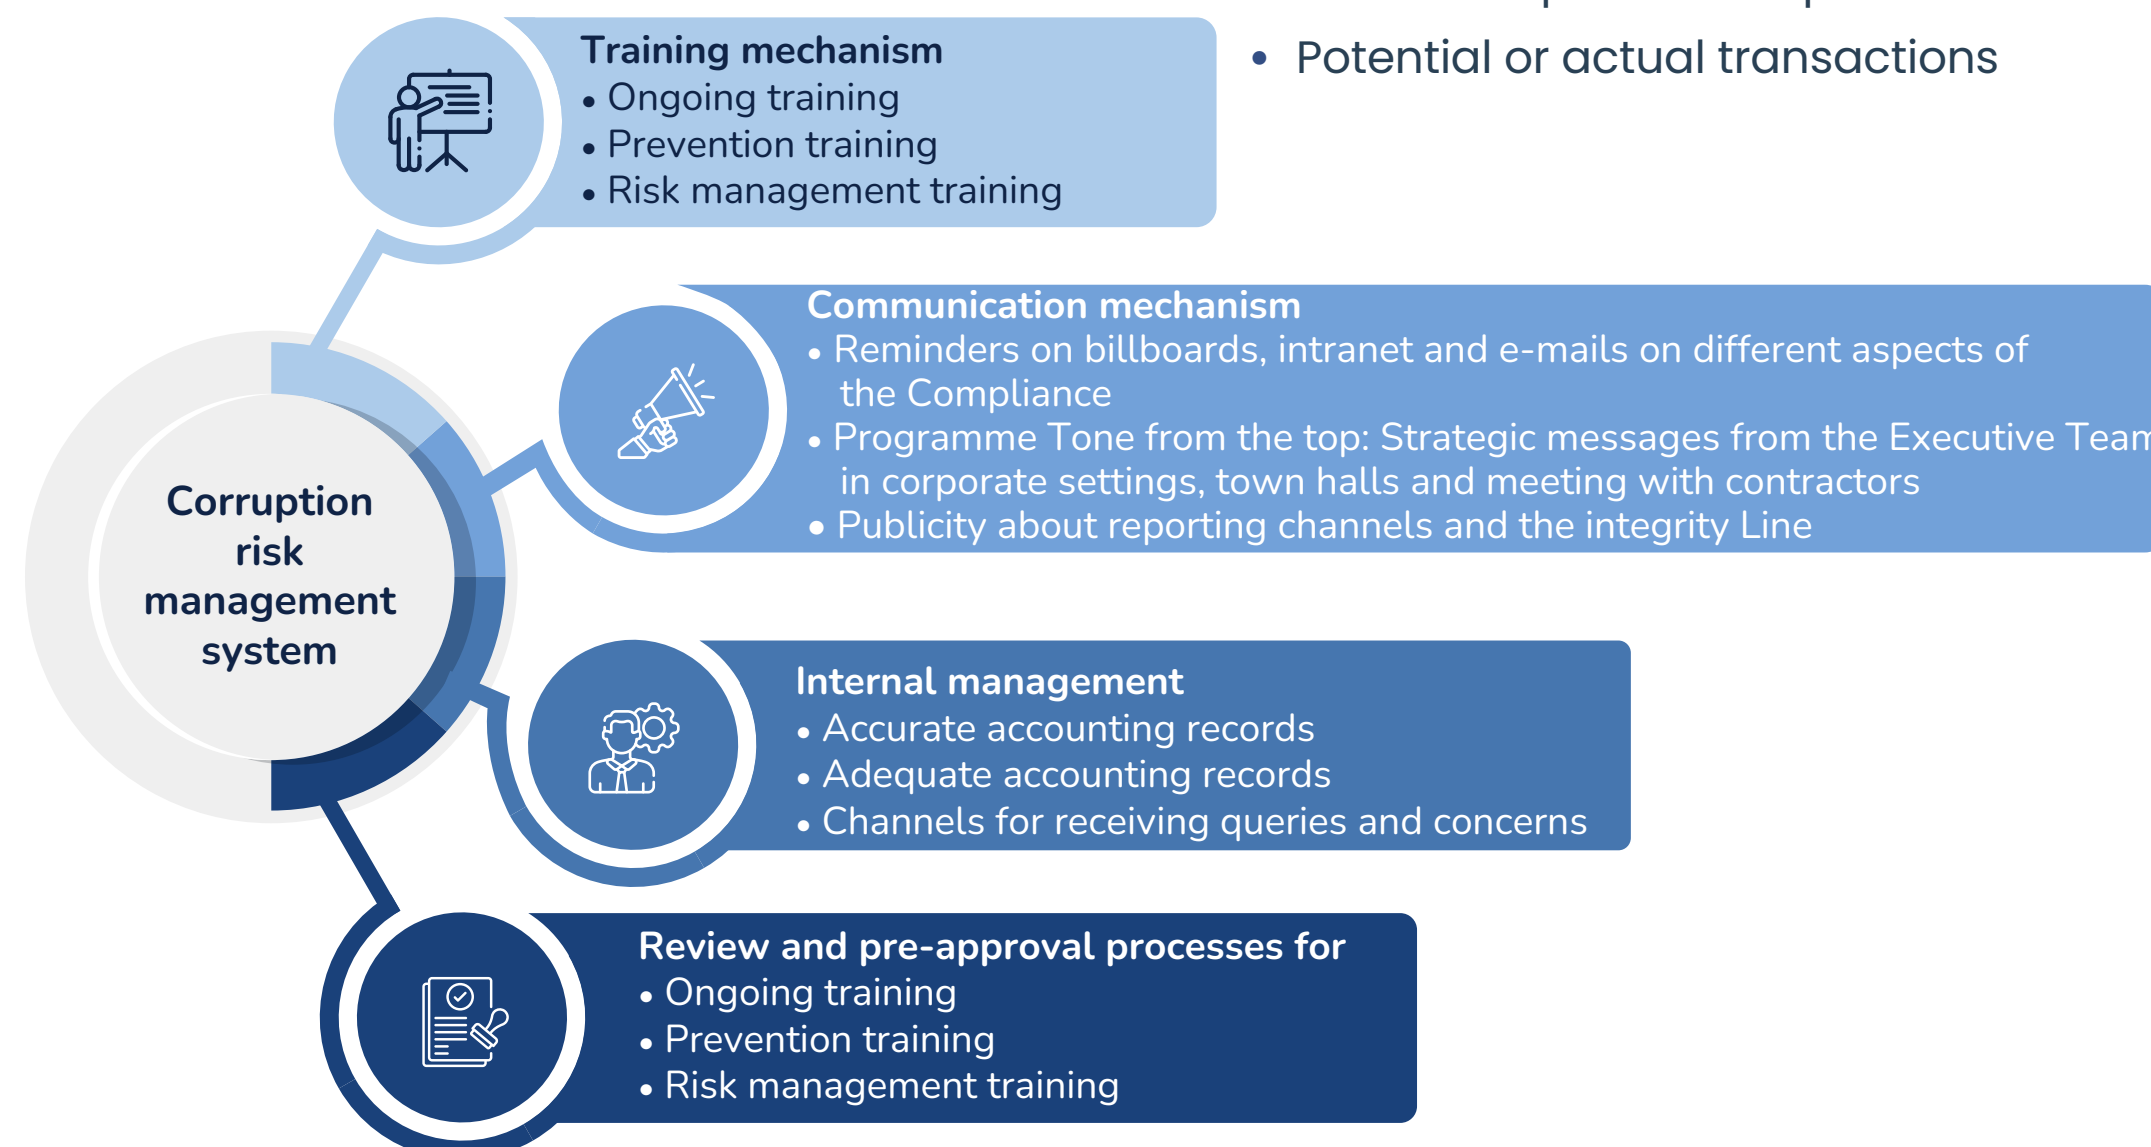 • Potential or actual transactions
Training mechanism
• Ongoing training
• Prevention training
• Risk management training
Communication mechanism
• Reminders on billboards, intranet and e-mails on different aspects of
the Compliance
• Programme Tone from the top: Strategic messages from the Executive Team
in corporate settings, town halls and meeting with contractors
• Publicity about reporting channels and the integrity Line
Corruption
risk
management
system
Internal management
• Accurate accounting records
• Adequate accounting records
• Channels for receiving queries and concerns
Review and pre-approval processes for
• Ongoing training
• Prevention training
• Risk management training